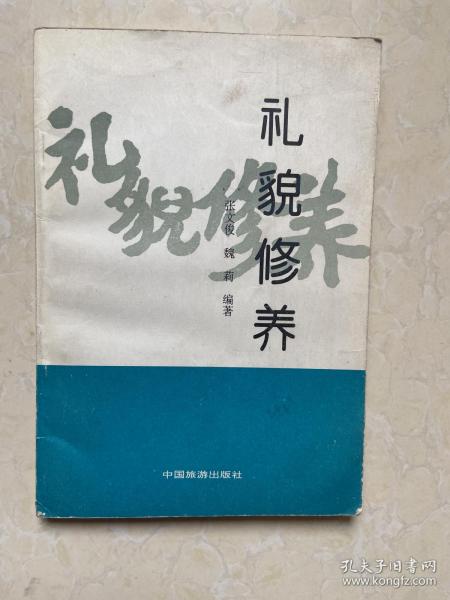 礼貌修养
礼貌修养
张文俊 魏莉 编著
中国旅游出版社
孔夫子旧书网
www.kongfz.com